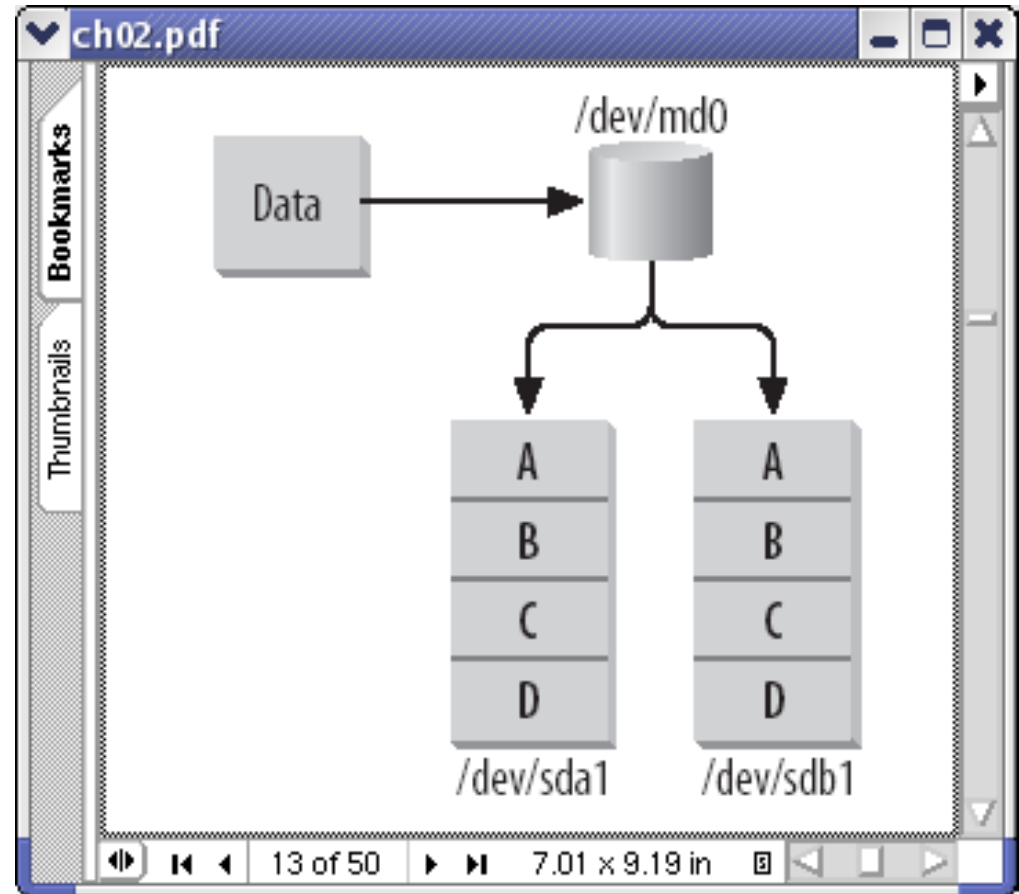 ch02.pdf
Bookmarks
Thumbnails
/dev/md0
Data
A
B
C
D
/dev/sda1
A
B
C
D
/dev/sdb1
13 of 50
7.01 x 9.19 in
S